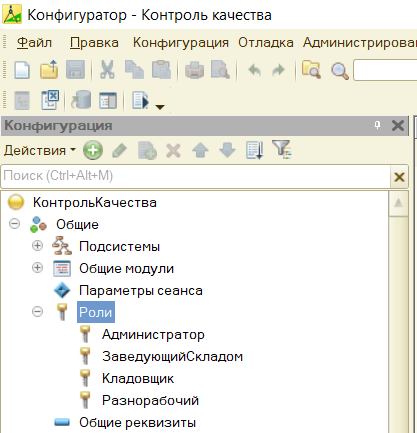 Конфигуратор - Контроль качества
Файл Правка Конфигурация Отладка Администрирова
Конфигурация
Действия
Поиск (Ctrl+Alt+M)
КонтрольКачества
Общие
Подсистемы
Общие модули
Параметры сеанса
Роли
Администратор
ЗаведующийСкладом
Кладовщик
Разнорабочий
Общие реквизиты